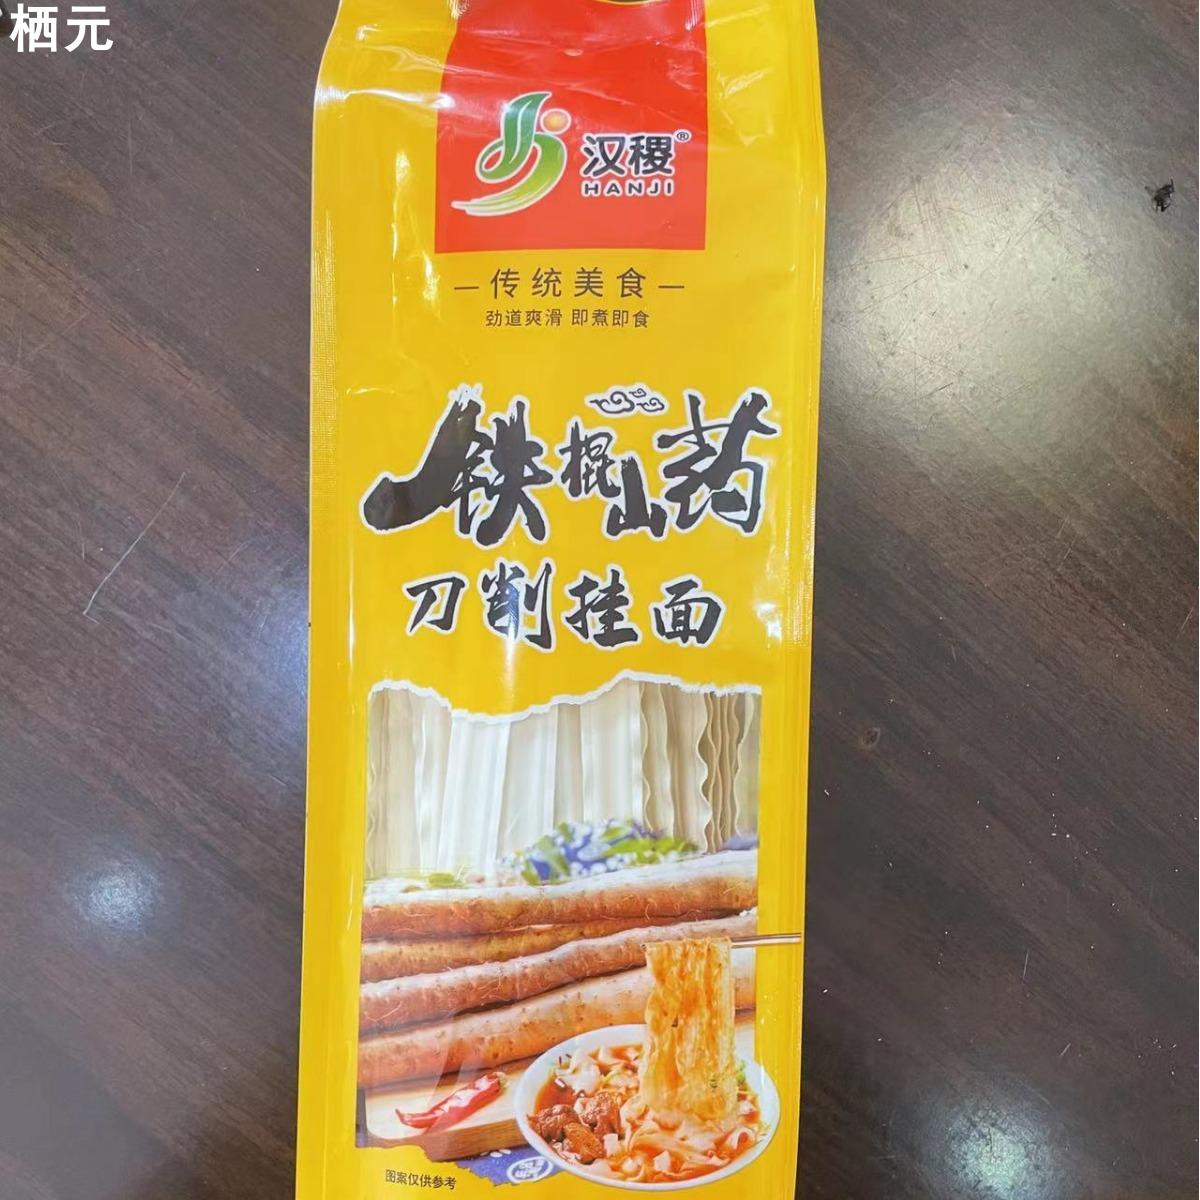 栖元
汉稷®
HANJI
传统美食
劲道爽滑 即煮即食
铁棍山药
刀削挂面
图案仅供参考